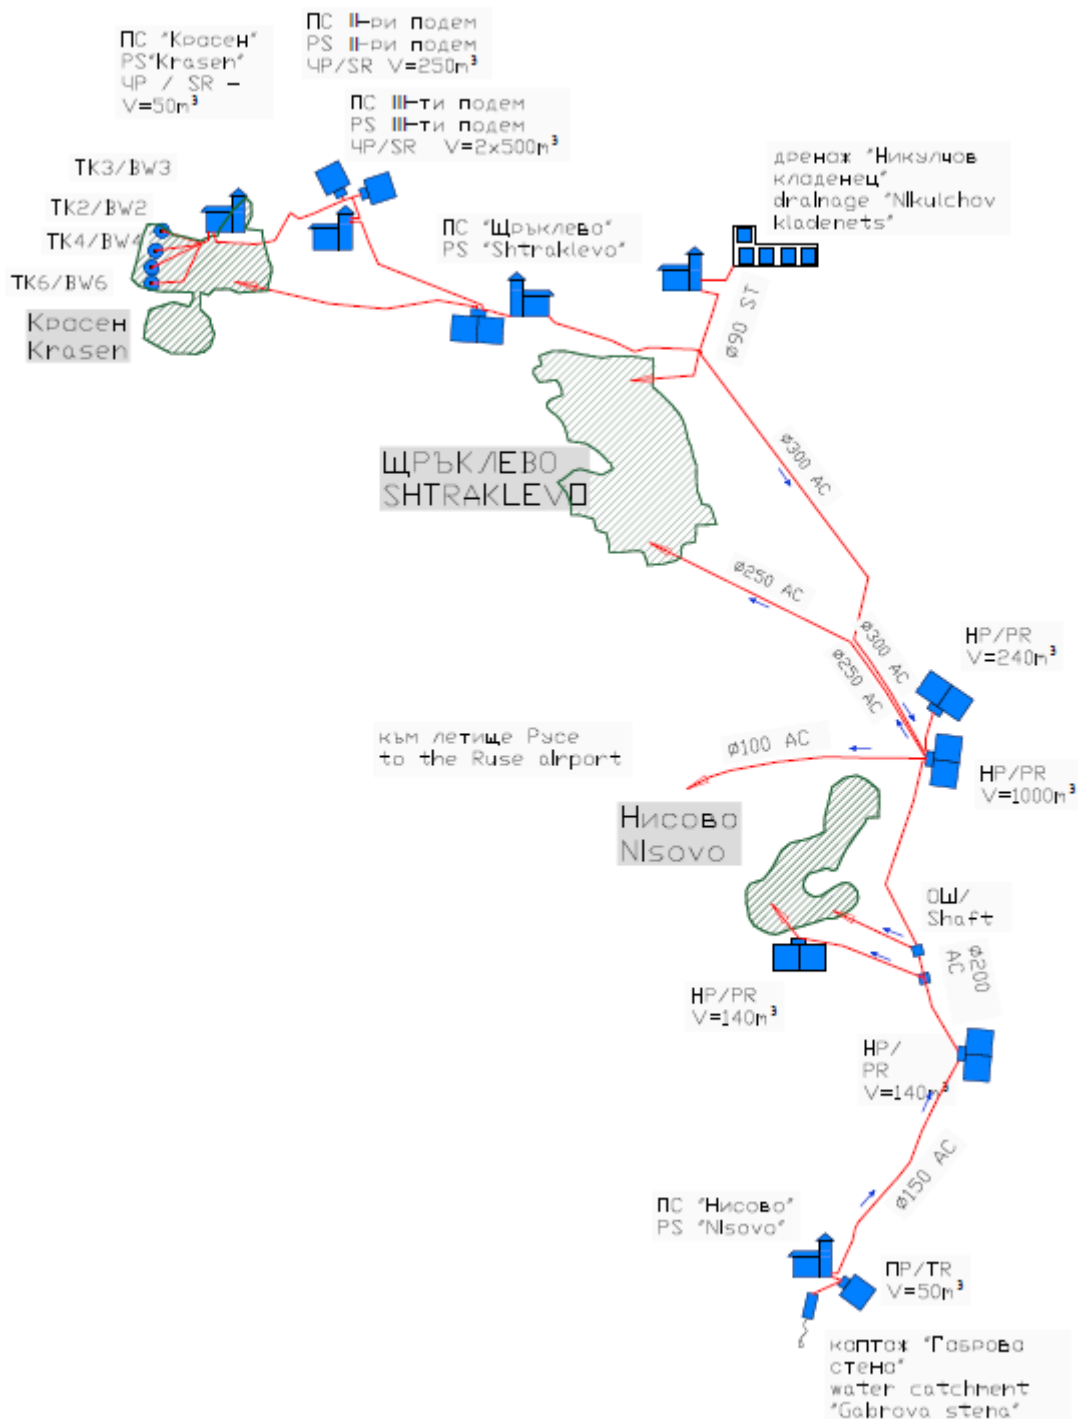 ПС "Красен"
PS"Krasen"
ЧР / SR -
V=50m³
ПС II-ри подем
PS II-ри подем
ЧР/SR V=250m³
ПС III-ти подем
PS III-ти подем
ЧР/SR V=2x500m³
ТК3/BW3
ТК2/BW2
ТК4/BW4
ТК6/BW6
Красен
Krasen
ПС "Щръклево"
PS "Shtraklevo"
дренаж "Никулчов
кладенец"
drainage "Nikulchov
kladenets"
Ø90 ST
ЩРЪКЛЕВО
SHTRAKLEVO
Ø300 AC
Ø250 AC
Ø300 AC
Ø250 AC
НР/PR
V=240m³
към летище Русе
to the Ruse airport
Ø100 AC
НР/PR
V=1000m³
Нисово
Nisovo
ОШ/
Shaft
Ø200
AC
НР/PR
V=140m³
НР/
PR
V=140m³
Ø150 AC
ПС "Нисово"
PS "Nisovo"
ПР/TR
V=50m³
каптаж "Габрова
стена"
water catchment
"Gabrova stena"